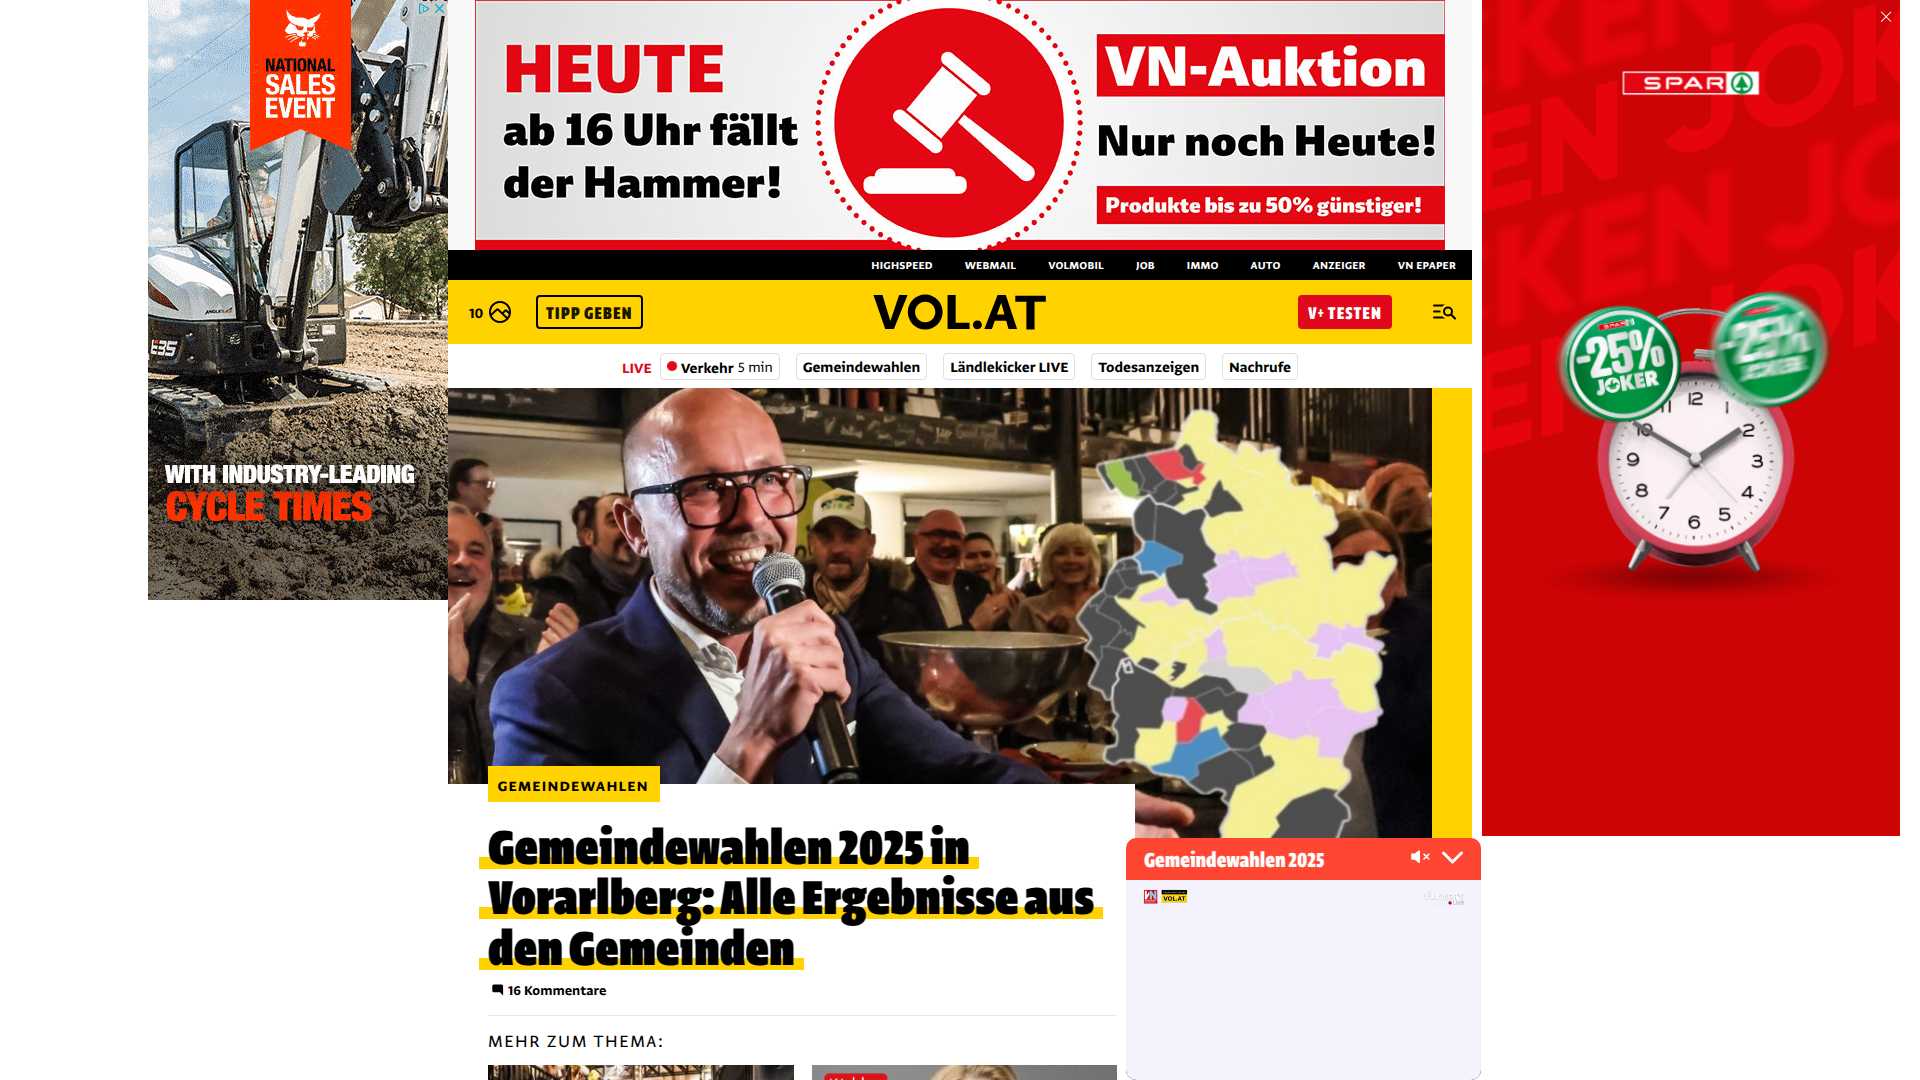 NATIONAL
SALES
EVENT
E35
WITH INDUSTRY-LEADING
CYCLE TIMES
HEUTE
ab 16 Uhr fällt
der Hammer!
VN-Auktion
Nur noch Heute!
Produkte bis zu 50% günstiger!
HIGHSPEED WEBMAIL VOLMOBIL JOB IMMO AUTO ANZEIGER VN EPAPER
10 TIPP GEBEN VOL.AT V+ TESTEN
LIVE Verkehr 5 min Gemeindewahlen Ländlekicker LIVE Todesanzeigen Nachrufe
GEMEINDEWAHLEN
Gemeindewahlen 2025 in
Vorarlberg: Alle Ergebnisse aus
den Gemeinden
16 Kommentare
MEHR ZUM THEMA:
Gemeindewahlen 2025
VOL.AT
SPAR
-25%
JOKER
-25%
12
11
10
9
8
7
6
5
4
3
2